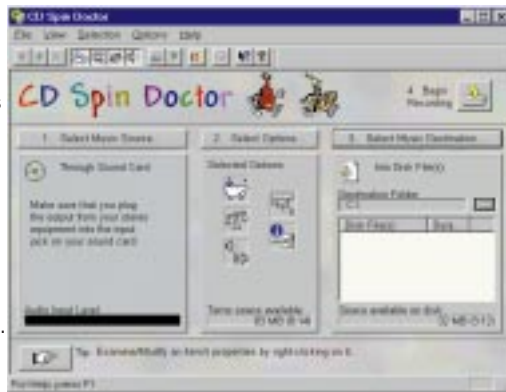 CD Spin Doctor
File View Selection Options Help
CD Spin Doctor
4. Begin
Recording
1. Select Music Source
2. Select Options
3. Select Music Destination
Through Sound Card
Make sure that you plug
the output from your stereo
equipment into the input
jack on your sound card.
Audio Input Level
Selected Options
Temp space available
Into Disk File(s)
Destination Folder
Disk File(s)
Space available on disk
Tip: Examine/Modify an item's properties by right-clicking on it.
For Help, press F1